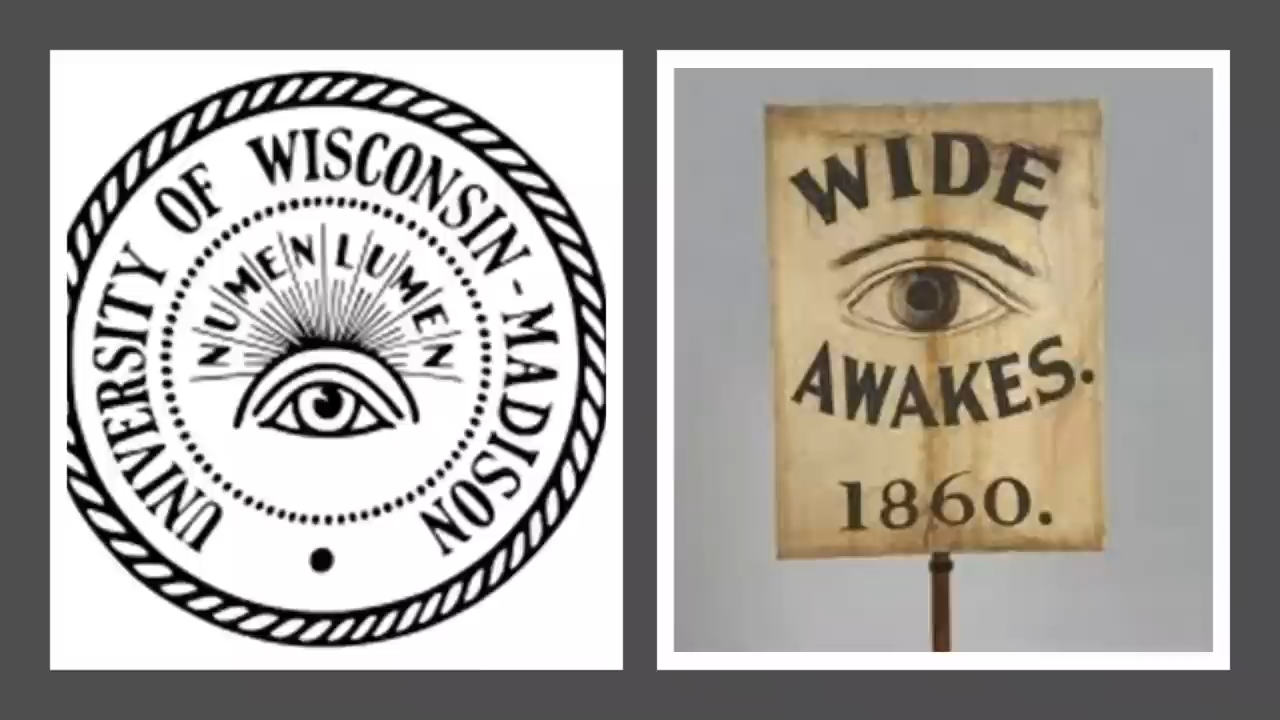 UNIVERSITY OF WISCONSIN-MADISON
NUMEN LUMEN
WIDE
AWAKES.
1860.